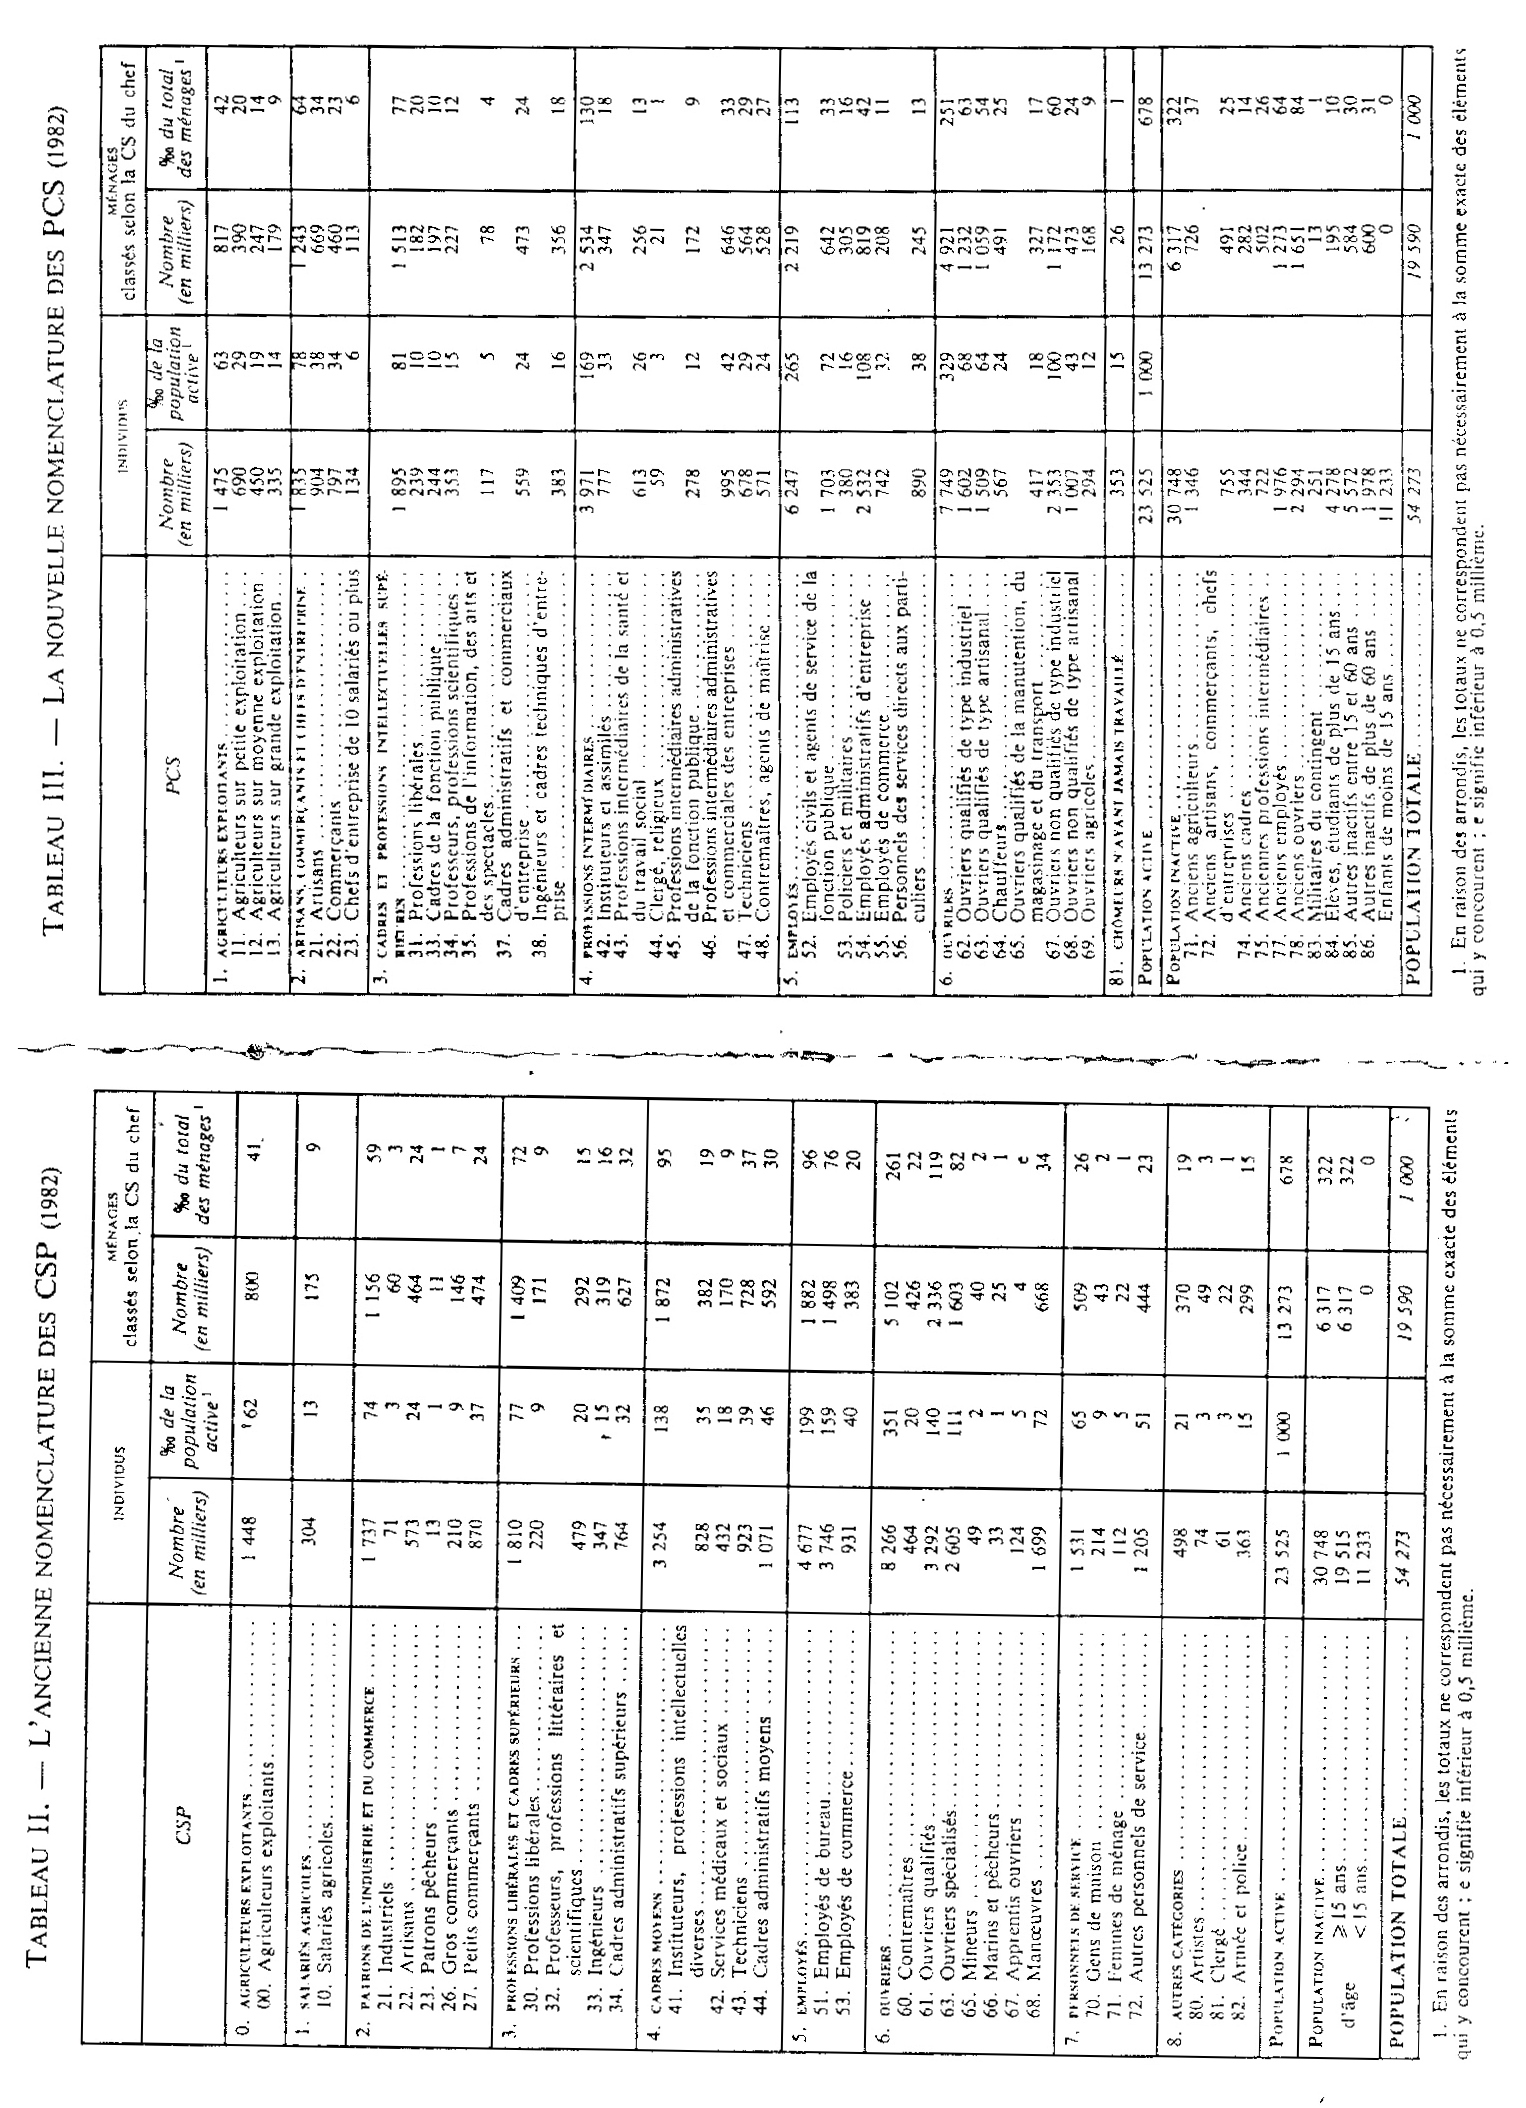 TABLEAU II. — L'ANCIENNE NOMENCLATURE DES CSP (1982)
CSP | INDIVIDUS | MÉNAGES classés selon la CS du chef
Nombre (en milliers) | ‰ de la population active¹ | Nombre (en milliers) | ‰ du total des ménages¹
0. AGRICULTEURS EXPLOITANTS
00. Agriculteurs exploitants 1 448 62 800 41
1. SALARIÉS AGRICOLES
10. Salariés agricoles 304 13 175 9
2. PATRONS DE L'INDUSTRIE ET DU COMMERCE 1 737 74 1 156 59
21. Industriels 71 3 60 3
22. Artisans 573 24 464 24
23. Patrons pêcheurs 13 1 11 1
26. Gros commerçants 210 9 146 7
27. Petits commerçants 870 37 474 24
3. PROFESSIONS LIBÉRALES ET CADRES SUPÉRIEURS 1 810 77 1 409 72
30. Professions libérales 220 9 171 9
32. Professeurs, professions littéraires et
scientifiques 479 20 292 15
33. Ingénieurs 347 15 319 16
34. Cadres administratifs supérieurs 764 32 627 32
4. CADRES MOYENS 3 254 138 1 872 95
41. Instituteurs, professions intellectuelles
diverses 828 35 382 19
42. Services médicaux et sociaux 432 18 170 9
43. Techniciens 923 39 728 37
44. Cadres administratifs moyens 1 071 46 592 30
5. EMPLOYÉS 4 677 199 1 882 96
51. Employés de bureau 3 746 159 1 498 76
53. Employés de commerce 931 40 383 20
6. OUVRIERS 8 266 351 5 102 261
60. Contremaîtres 464 20 426 22
61. Ouvriers qualifiés 3 292 140 2 336 119
63. Ouvriers spécialisés 2 605 111 1 603 82
65. Mineurs 49 2 40 2
66. Marins et pêcheurs 33 1 25 1
67. Apprentis ouvriers 124 5 4 e
68. Manœuvres 1 699 72 668 34
7. PERSONNELS DE SERVICE 1 531 65 509 26
70. Gens de maison 214 9 43 2
71. Femmes de ménage 112 5 22 1
72. Autres personnels de service 1 205 51 444 23
8. AUTRES CATÉGORIES 498 21 370 19
80. Artistes 74 3 49 3
81. Clergé 61 3 22 1
82. Armée et police 363 15 299 15
POPULATION ACTIVE 23 525 1 000 13 273 678
POPULATION INACTIVE 30 748 6 317 322
d'âge ⩾ 15 ans 19 515 6 317 322
< 15 ans 11 233 0 0
POPULATION TOTALE 54 273 19 590 1 000
1. En raison des arrondis, les totaux ne correspondent pas nécessairement à la somme exacte des éléments
qui y concourent ; e signifie inférieur à 0,5 millième.
TABLEAU III. — LA NOUVELLE NOMENCLATURE DES PCS (1982)
PCS | INDIVIDUS | MÉNAGES classés selon la CS du chef
Nombre (en milliers) | ‰ de la population active¹ | Nombre (en milliers) | ‰ du total des ménages¹
1. AGRICULTEURS EXPLOITANTS 1 475 63 817 42
11. Agriculteurs sur petite exploitation 690 29 390 20
12. Agriculteurs sur moyenne exploitation 450 19 247 14
13. Agriculteurs sur grande exploitation 335 14 179 9
2. ARTISANS, COMMERÇANTS ET CHEFS D'ENTREPRISE 1 835 78 1 243 64
21. Artisans 904 38 669 34
22. Commerçants 797 34 460 23
23. Chefs d'entreprise de 10 salariés ou plus 134 6 113 6
3. CADRES ET PROFESSIONS INTELLECTUELLES SUPÉ-
RIEURES 1 895 81 1 513 77
31. Professions libérales 239 10 182 20
33. Cadres de la fonction publique 244 10 197 10
34. Professeurs, professions scientifiques 353 15 227 12
35. Professions de l'information, des arts et
des spectacles 117 5 78 4
37. Cadres administratifs et commerciaux
d'entreprise 559 24 473 24
38. Ingénieurs et cadres techniques d'entre-
prise 383 16 356 18
4. PROFESSIONS INTERMÉDIAIRES 3 971 169 2 534 130
42. Instituteurs et assimilés 777 33 347 18
43. Professions intermédiaires de la santé et
du travail social 613 26 256 13
44. Clergé, religieux 59 3 21 1
45. Professions intermédiaires administratives
de la fonction publique 278 12 172 9
46. Professions intermédiaires administratives
et commerciales des entreprises 995 42 646 33
47. Techniciens 678 29 564 29
48. Contremaîtres, agents de maîtrise 571 24 528 27
5. EMPLOYÉS 6 247 265 2 219 113
52. Employés civils et agents de service de la
fonction publique 1 703 72 642 33
53. Policiers et militaires 380 16 305 16
54. Employés administratifs d'entreprise 2 532 108 819 42
55. Employés de commerce 742 32 208 11
56. Personnels des services directs aux parti-
culiers 890 38 245 13
6. OUVRIERS 7 749 329 4 921 251
62. Ouvriers qualifiés de type industriel 1 602 68 1 232 63
63. Ouvriers qualifiés de type artisanal 1 509 64 1 059 54
64. Chauffeurs 567 24 491 25
65. Ouvriers qualifiés de la manutention, du
magasinage et du transport 417 18 327 17
67. Ouvriers non qualifiés de type industriel 2 353 100 1 172 60
68. Ouvriers non qualifiés de type artisanal 1 007 43 473 24
69. Ouvriers agricoles 294 12 168 9
81. CHÔMEURS N'AYANT JAMAIS TRAVAILLÉ 353 15 26 1
POPULATION ACTIVE 23 525 1 000 13 273 678
POPULATION INACTIVE 30 748 6 317 322
71. Anciens agriculteurs 1 346 726 37
72. Anciens artisans, commerçants, chefs
d'entreprises 755 491 25
74. Anciens cadres 344 282 14
75. Anciennes professions intermédiaires 722 502 26
77. Anciens employés 1 976 1 273 64
78. Anciens ouvriers 2 294 1 651 84
83. Militaires du contingent 251 13 1
84. Elèves, étudiants de plus de 15 ans 4 278 195 10
85. Autres inactifs entre 15 et 60 ans 5 572 584 30
86. Autres inactifs de plus de 60 ans 1 978 600 31
Enfants de moins de 15 ans 11 233 0 0
POPULATION TOTALE 54 273 19 590 1 000
1. En raison des arrondis, les totaux ne correspondent pas nécessairement à la somme exacte des éléments
qui y concourent ; e signifie inférieur à 0,5 millième.